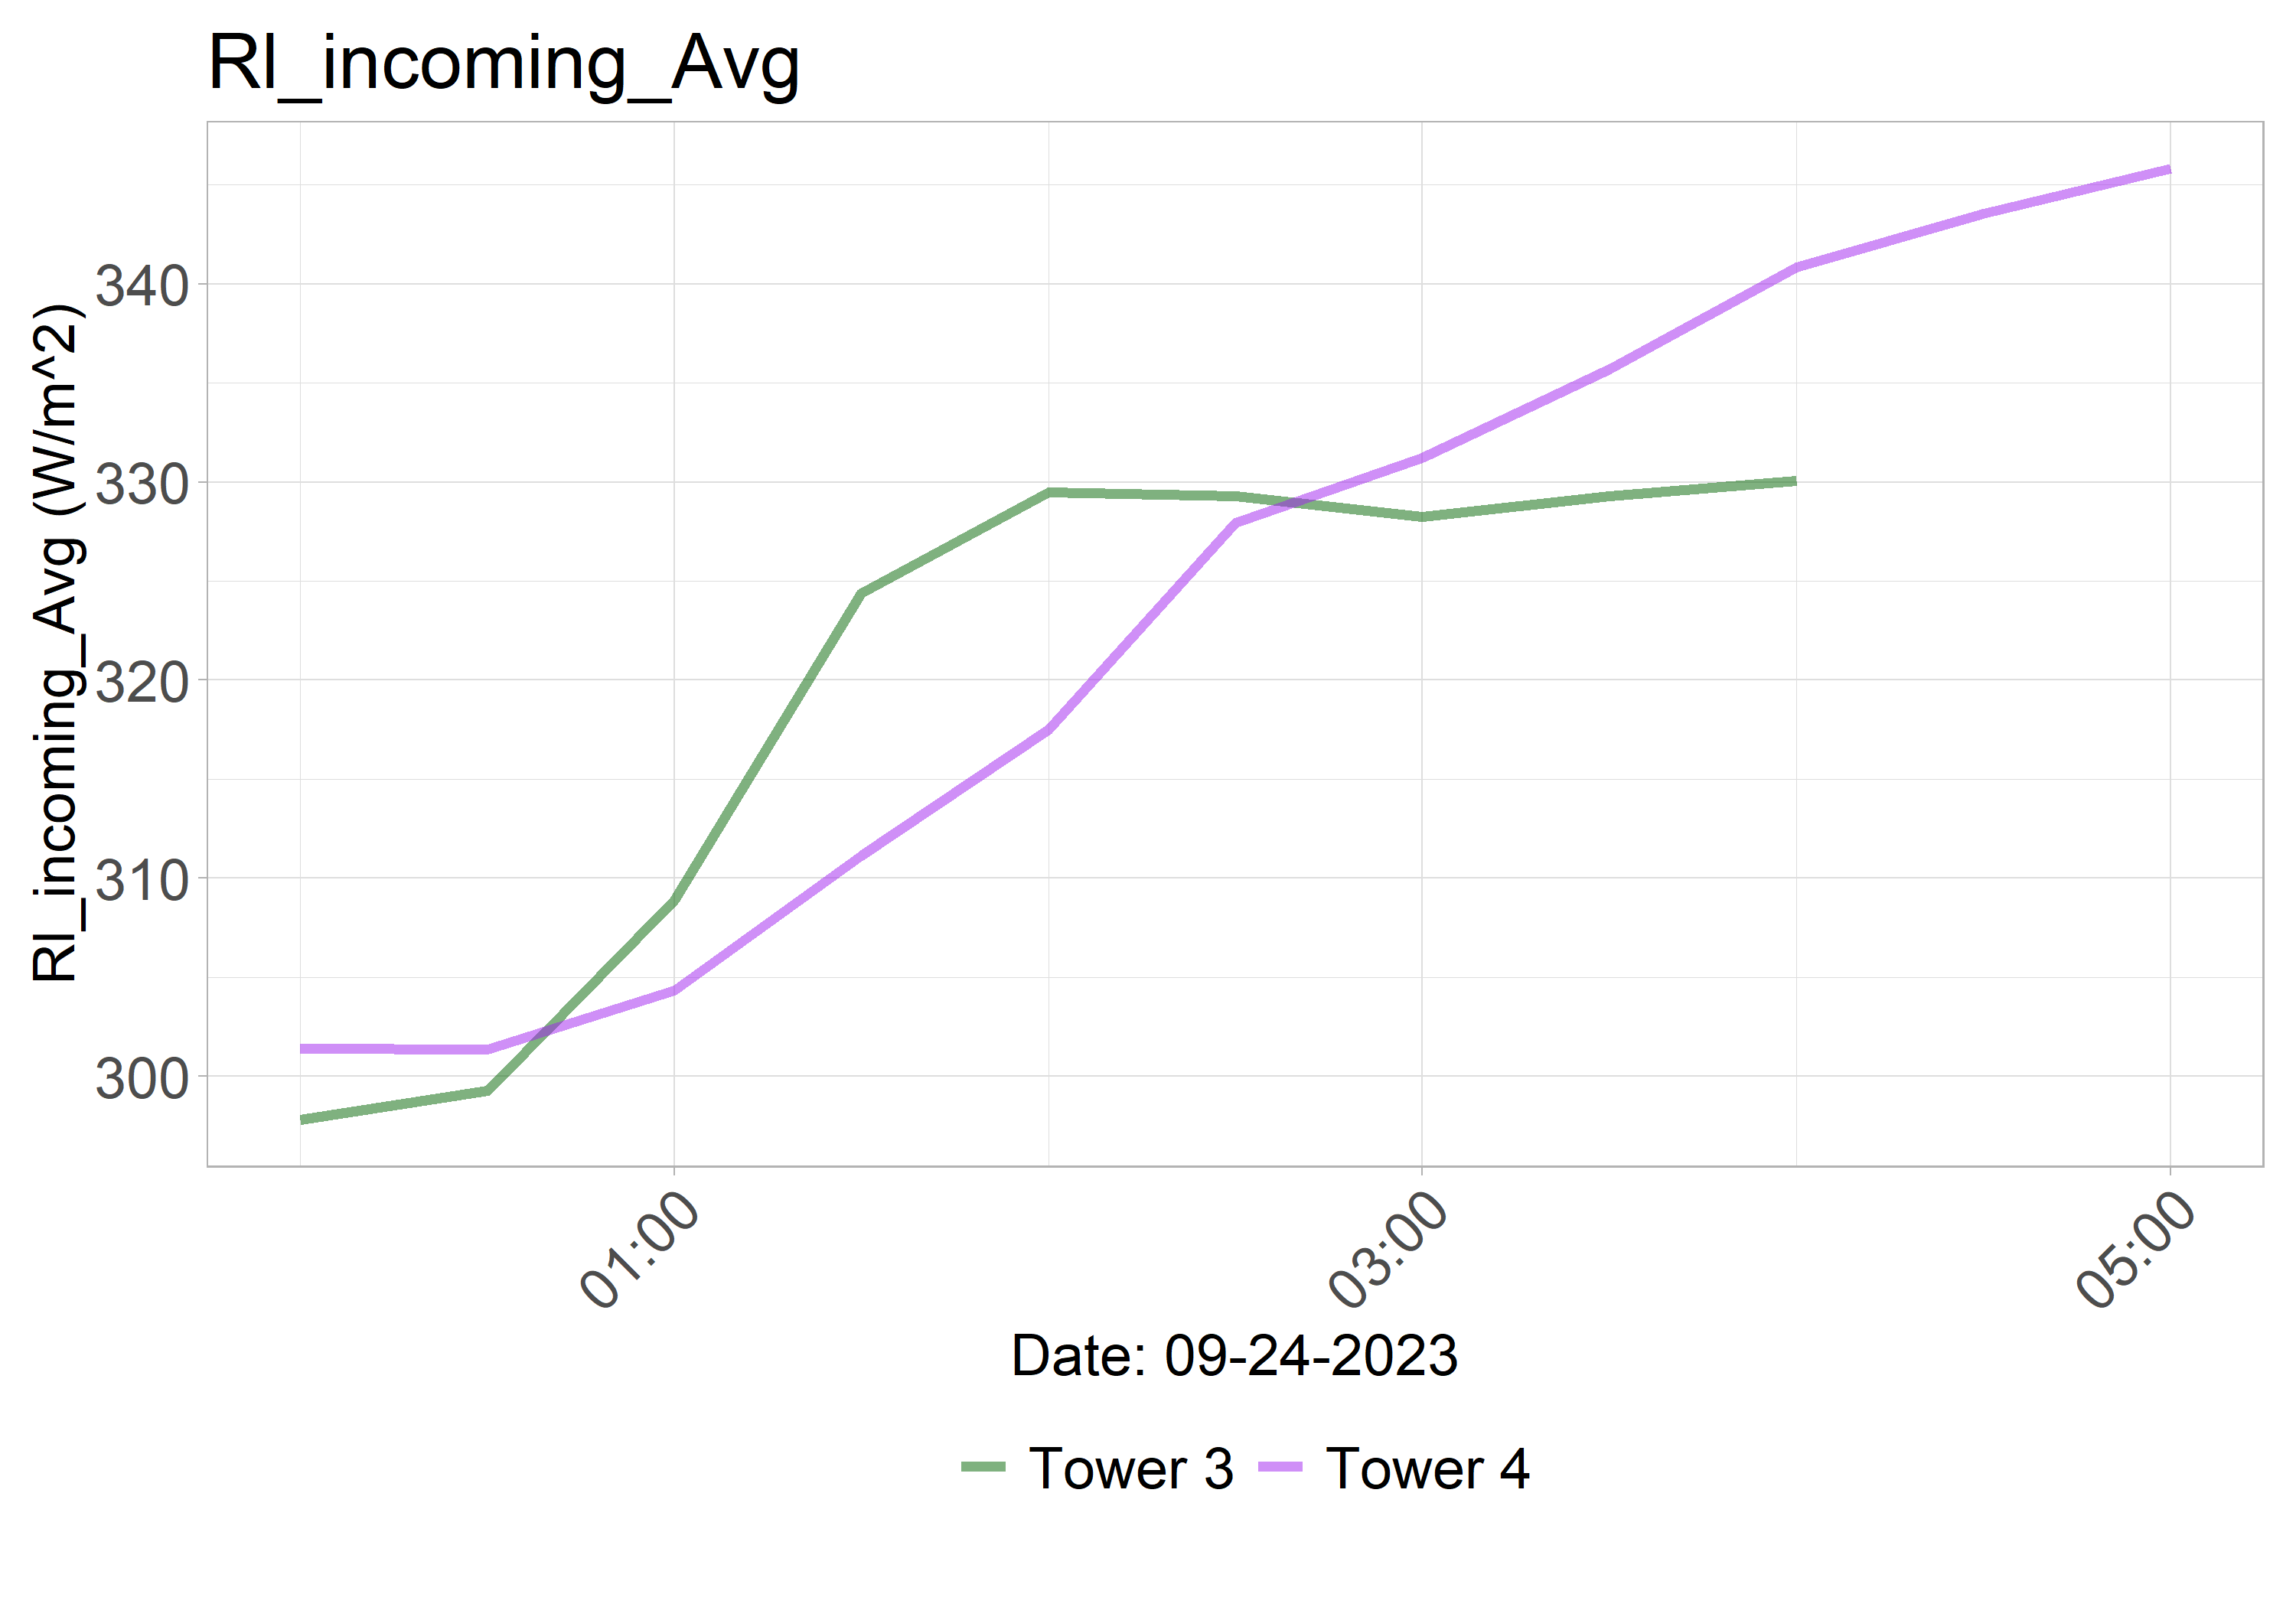 Rl_incoming_Avg
Rl_incoming_Avg (W/m^2)
340
330
320
310
300
01:00
03:00
05:00
Date: 09-24-2023
Tower 3
Tower 4